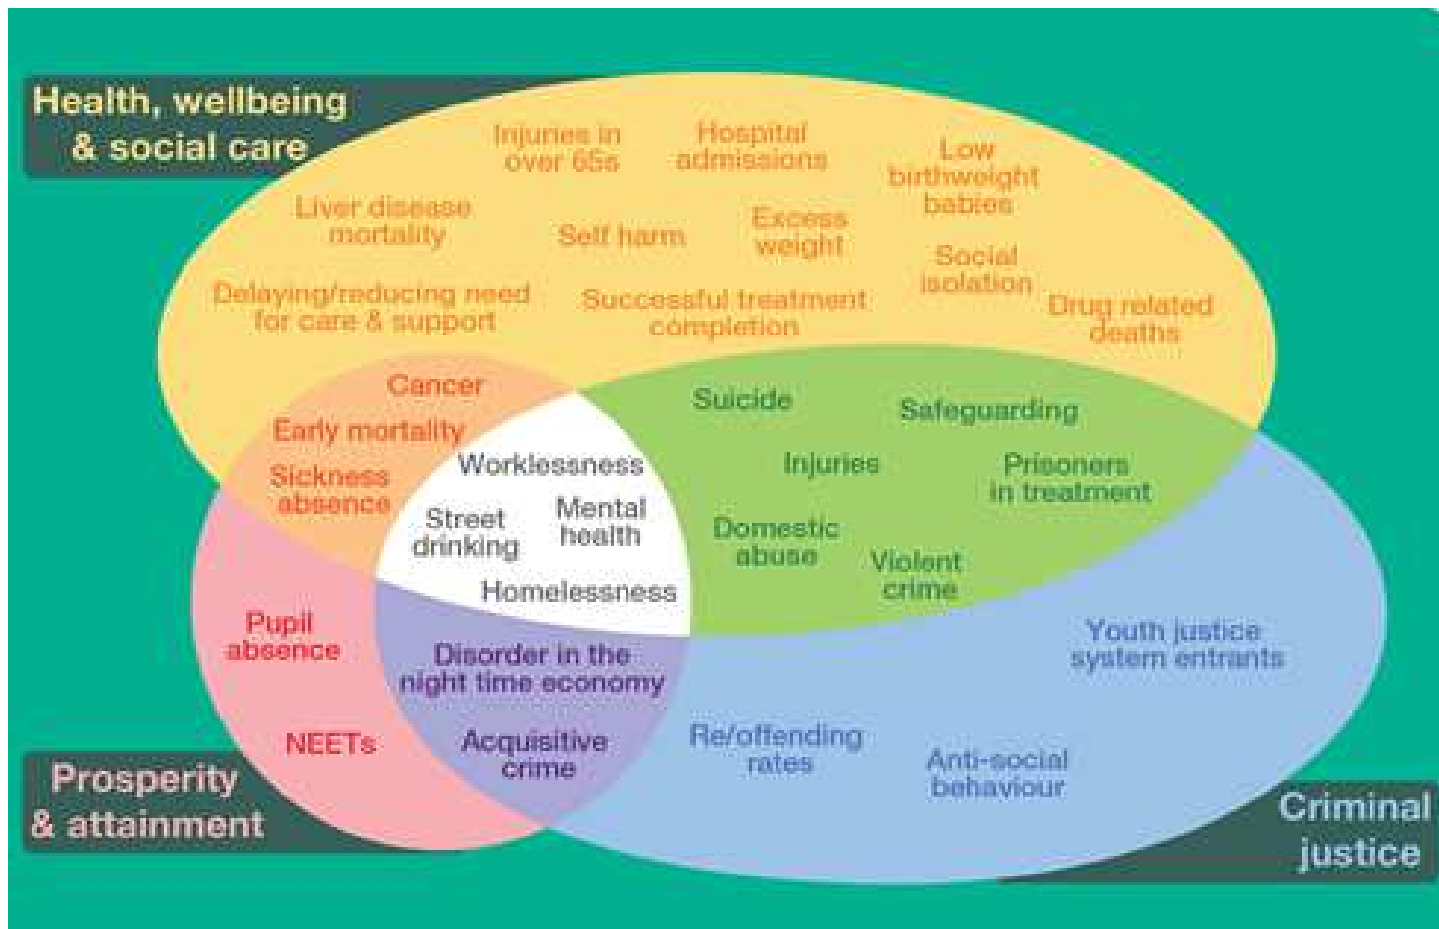 Health, wellbeing
& social care
Injuries in
over 65s
Hospital
admissions
Low
birthweight
babies
Liver disease
mortality
Self harm
Excess
weight
Social
isolation
Delaying/reducing need
for care & support
Successful treatment
completion
Drug related
deaths
Cancer
Early mortality
Sickness
absence
Suicide
Safeguarding
Worklessness
Injuries
Prisoners
in treatment
Street
drinking
Mental
health
Domestic
abuse
Violent
crime
Homelessness
Pupil
absence
Disorder in the
night time economy
Youth justice
system entrants
NEETs
Acquisitive
crime
Re/offending
rates
Anti-social
behaviour
Prosperity
& attainment
Criminal
justice